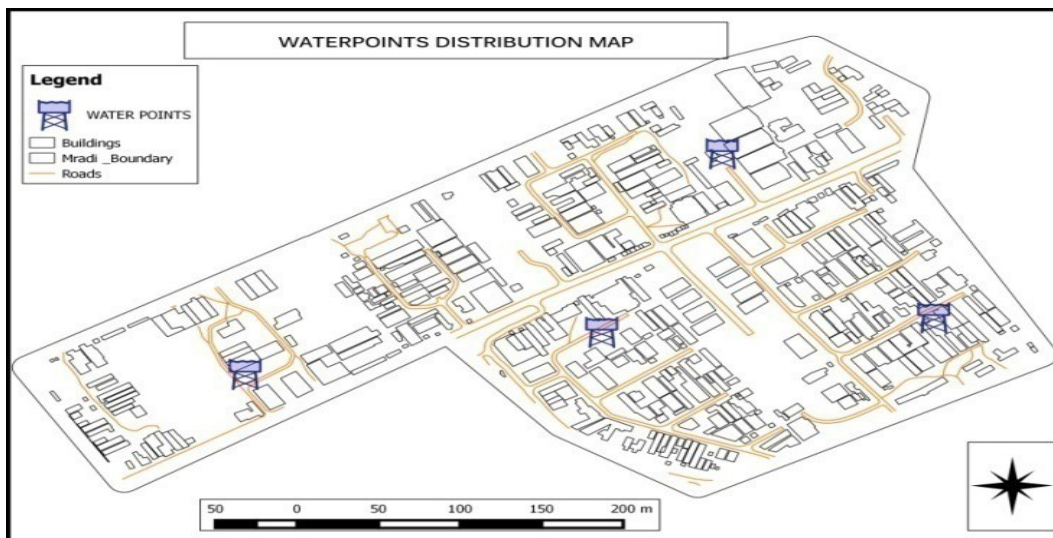 WATERPOINTS DISTRIBUTION MAP
Legend
WATER POINTS
Buildings
Mradi _Boundary
Roads
50 0 50 100 150 200 m